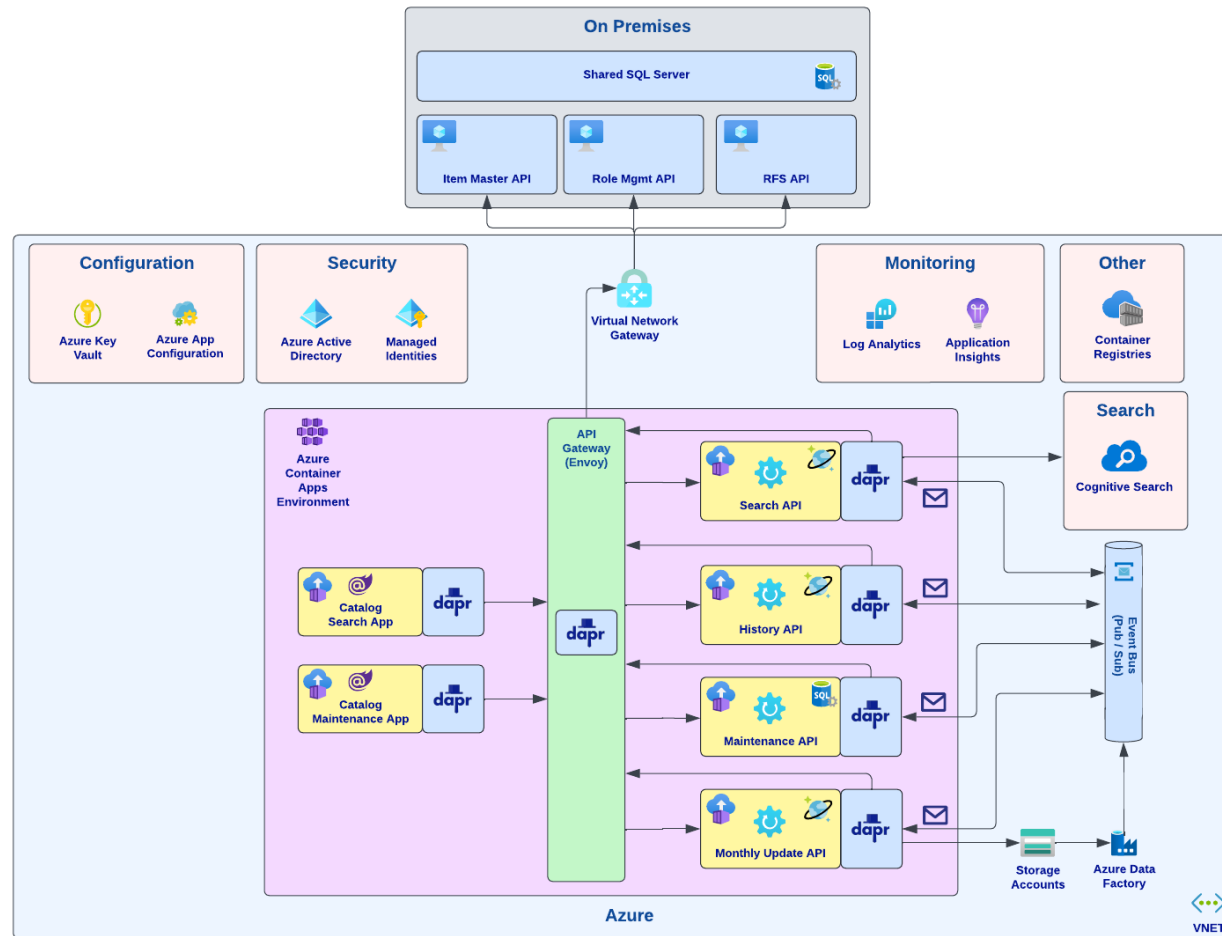 On Premises
Shared SQL Server
SQL
Item Master API
Role Mgmt API
RFS API
Configuration
Azure Key
Vault
Azure App
Configuration
Security
Azure Active
Directory
Managed
Identities
Virtual Network
Gateway
Monitoring
Log Analytics
Application
Insights
Other
Container
Registries
Search
Cognitive Search
Azure
Container
Apps
Environment
API
Gateway
(Envoy)
dapr
Catalog
Search App
dapr
Catalog
Maintenance App
dapr
Search API
dapr
History API
dapr
SQL
Maintenance API
dapr
Monthly Update API
dapr
Event Bus
(Pub / Sub)
Storage
Accounts
Azure Data
Factory
Azure
VNET